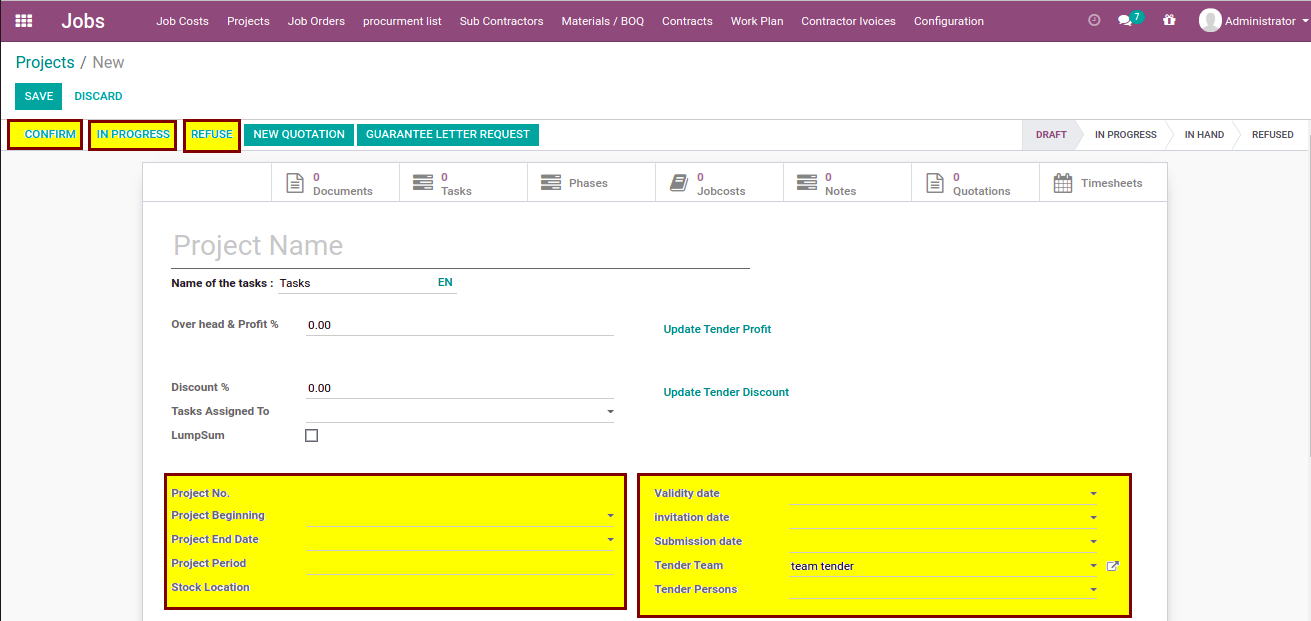 Jobs Job Costs Projects Job Orders procurment list Sub Contractors Materials / BOQ Contracts Work Plan Contractor Ivoices Configuration 7 Administrator
Projects / New
SAVE DISCARD
CONFIRM IN PROGRESS REFUSE NEW QUOTATION GUARANTEE LETTER REQUEST DRAFT IN PROGRESS IN HAND REFUSED
0 Documents 0 Tasks Phases 0 Jobcosts 0 Notes 0 Quotations Timesheets
Project Name
Name of the tasks : Tasks EN
Over head & Profit % 0.00 Update Tender Profit
Discount % 0.00 Update Tender Discount
Tasks Assigned To
LumpSum
Project No.
Project Beginning
Project End Date
Project Period
Stock Location
Validity date
invitation date
Submission date
Tender Team team tender
Tender Persons